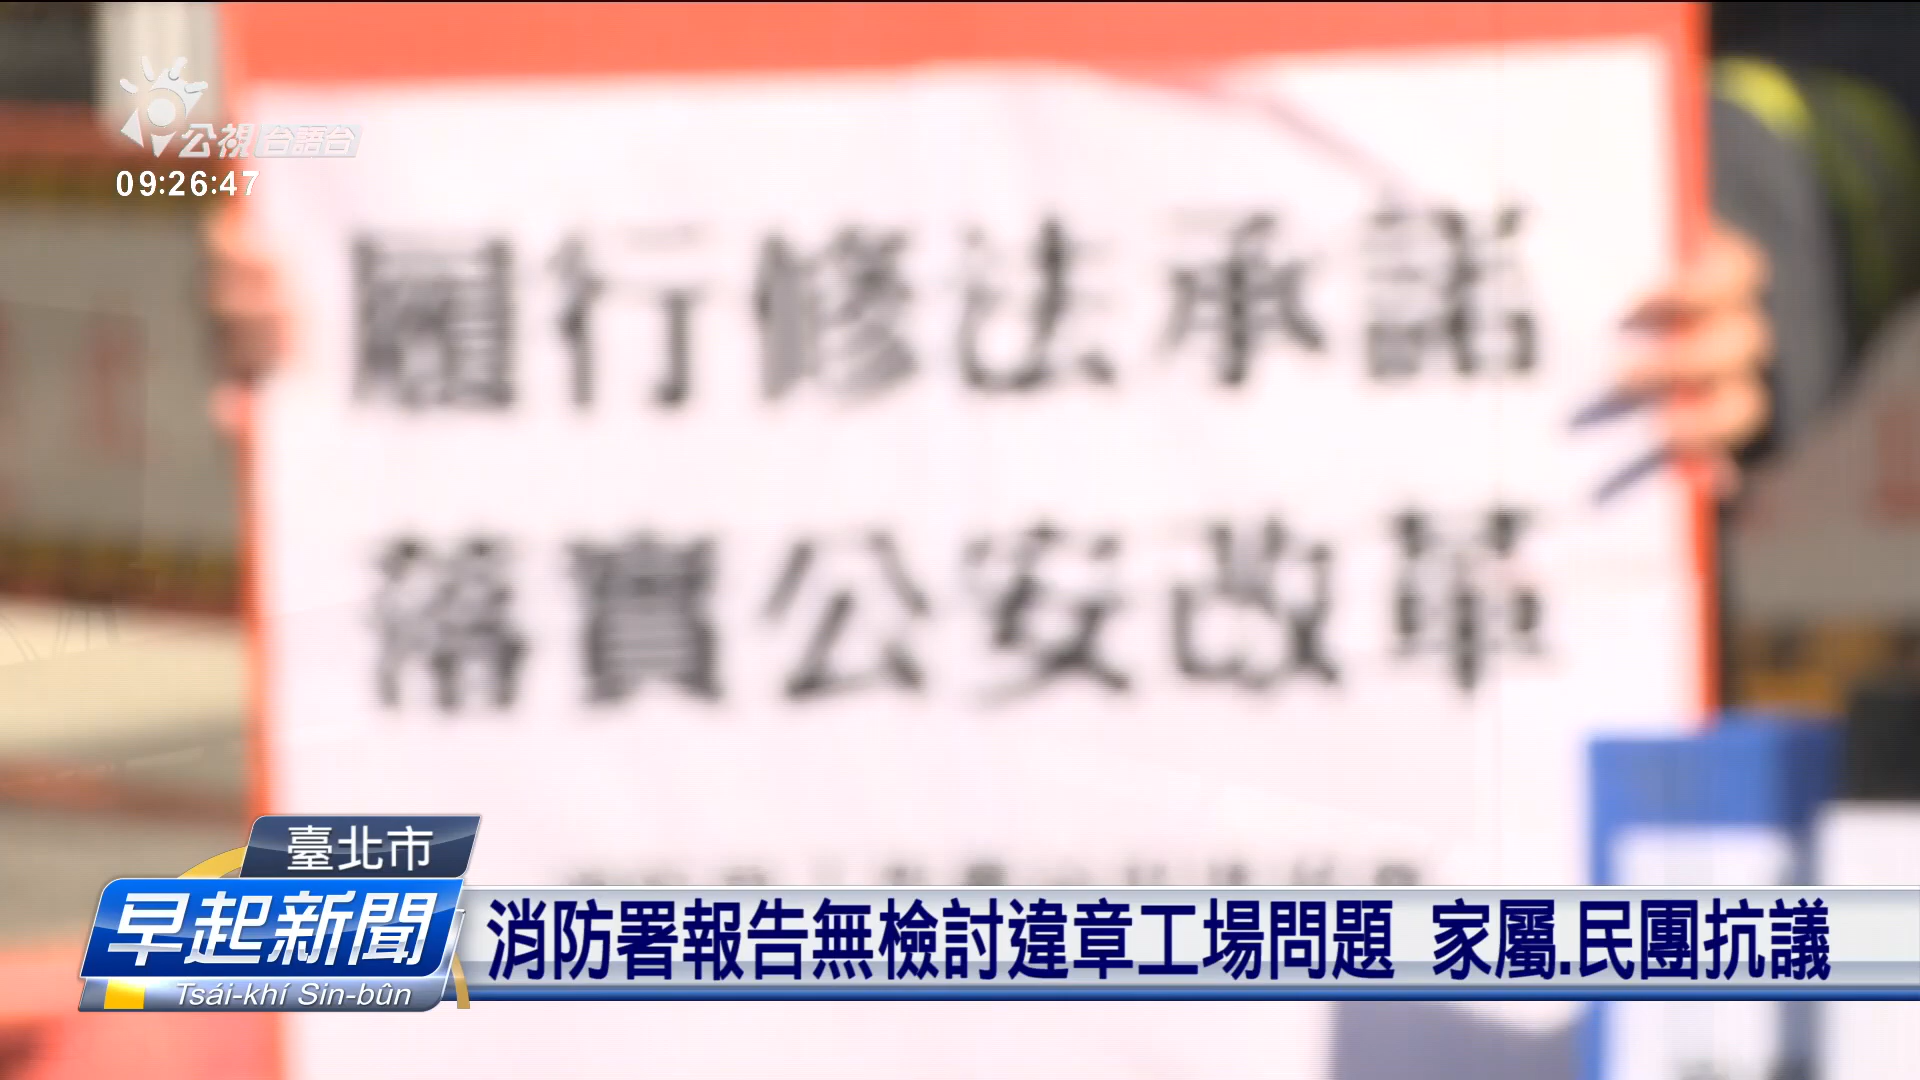 公視台語台
09:26:47
履行修法承諾
落實公安改革
臺北市
早起新聞
Tsái-khí Sin-bûn
消防署報告無檢討違章工場問題 家屬.民團抗議